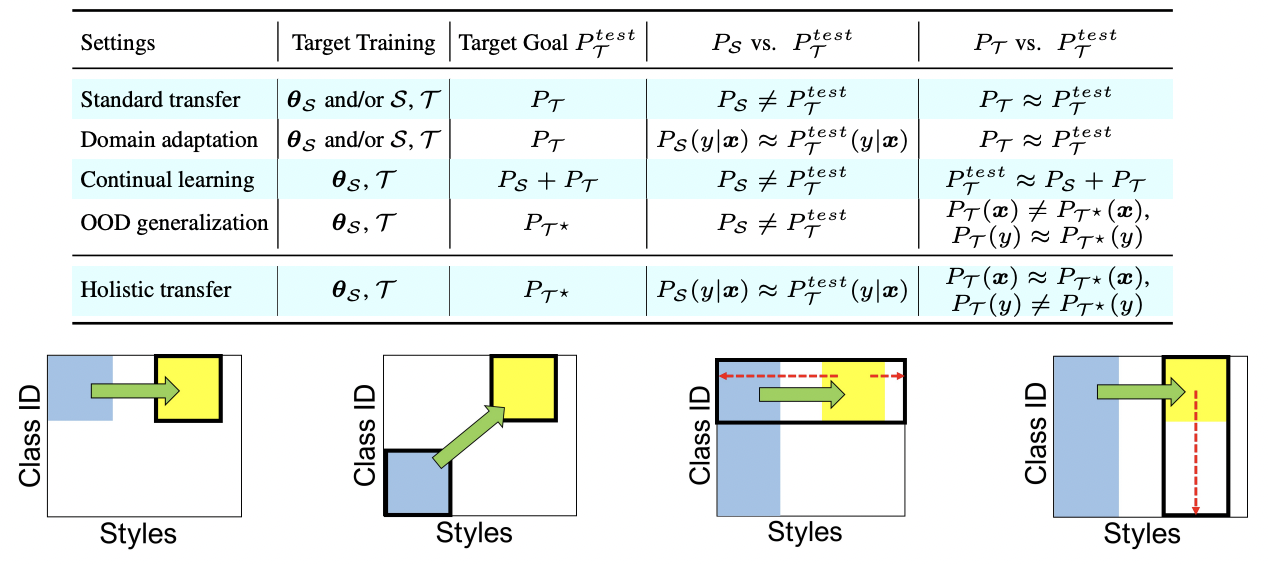 Settings Target Training Target Goal $P_{\mathcal{T}}^{test}$ $P_{\mathcal{S}}$ vs. $P_{\mathcal{T}}^{test}$ $P_{\mathcal{T}}$ vs. $P_{\mathcal{T}}^{test}$
Standard transfer $\boldsymbol{\theta}_{\mathcal{S}}$ and/or $\mathcal{S}, \mathcal{T}$ $P_{\mathcal{T}}$ $P_{\mathcal{S}} \neq P_{\mathcal{T}}^{test}$ $P_{\mathcal{T}} \approx P_{\mathcal{T}}^{test}$
Domain adaptation $\boldsymbol{\theta}_{\mathcal{S}}$ and/or $\mathcal{S}, \mathcal{T}$ $P_{\mathcal{T}}$ $P_{\mathcal{S}}(y|\boldsymbol{x}) \approx P_{\mathcal{T}}^{test}(y|\boldsymbol{x})$ $P_{\mathcal{T}} \approx P_{\mathcal{T}}^{test}$
Continual learning $\boldsymbol{\theta}_{\mathcal{S}}, \mathcal{T}$ $P_{\mathcal{S}} + P_{\mathcal{T}}$ $P_{\mathcal{S}} \neq P_{\mathcal{T}}^{test}$ $P_{\mathcal{T}}^{test} \approx P_{\mathcal{S}} + P_{\mathcal{T}}$
OOD generalization $\boldsymbol{\theta}_{\mathcal{S}}, \mathcal{T}$ $P_{\mathcal{T}^\star}$ $P_{\mathcal{S}} \neq P_{\mathcal{T}}^{test}$ $P_{\mathcal{T}}(\boldsymbol{x}) \neq P_{\mathcal{T}^\star}(\boldsymbol{x}),$
$P_{\mathcal{T}}(y) \approx P_{\mathcal{T}^\star}(y)$
Holistic transfer $\boldsymbol{\theta}_{\mathcal{S}}, \mathcal{T}$ $P_{\mathcal{T}^\star}$ $P_{\mathcal{S}}(y|\boldsymbol{x}) \approx P_{\mathcal{T}}^{test}(y|\boldsymbol{x})$ $P_{\mathcal{T}}(\boldsymbol{x}) \approx P_{\mathcal{T}^\star}(\boldsymbol{x}),$
$P_{\mathcal{T}}(y) \neq P_{\mathcal{T}^\star}(y)$
Class ID
Styles
Class ID
Styles
Class ID
Styles
Class ID
Styles